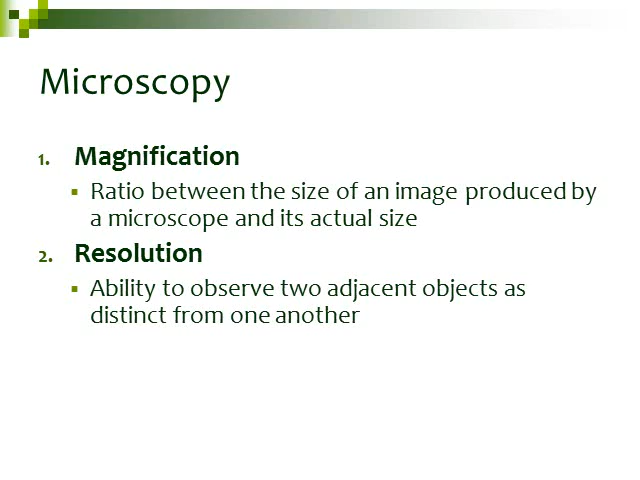 Microscopy
1. Magnification
▪ Ratio between the size of an image produced by
a microscope and its actual size
2. Resolution
▪ Ability to observe two adjacent objects as
distinct from one another